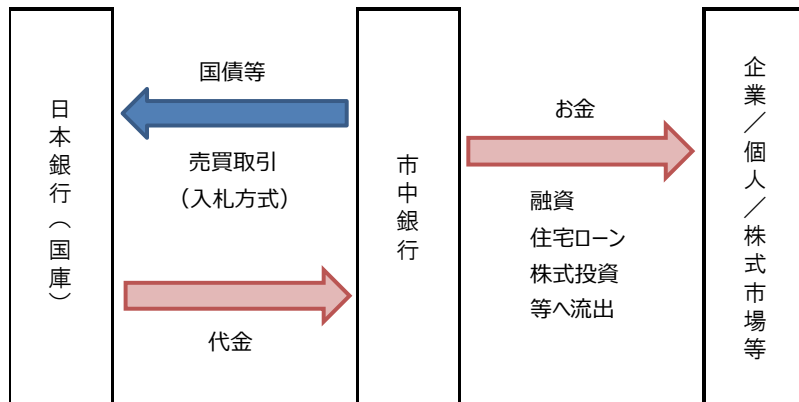 日本銀行（国庫）
国債等
売買取引
（入札方式）
代金
市中銀行
お金
融資
住宅ローン
株式投資
等へ流出
企業／個人／株式市場等